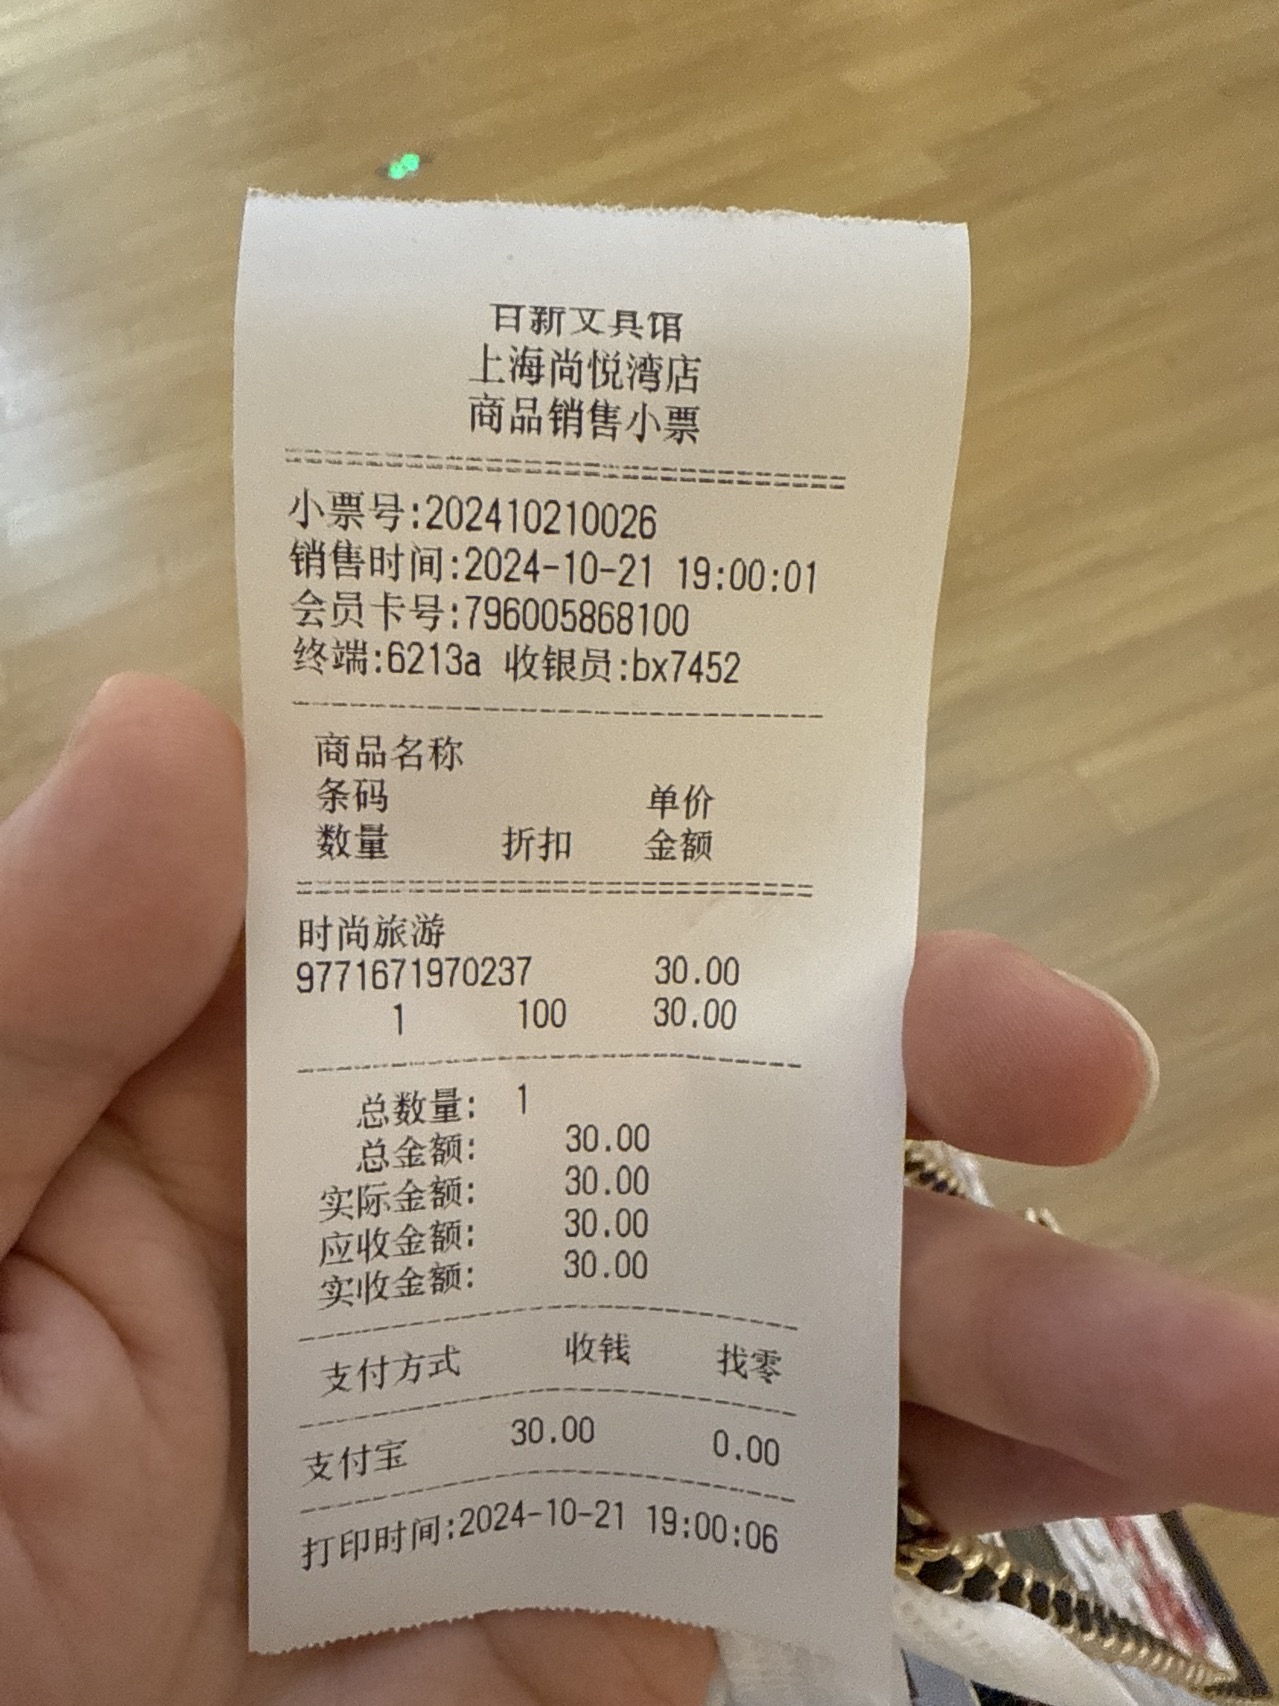 百新文具馆
上海尚悦湾店
商品销售小票
小票号:202410210026
销售时间:2024-10-21 19:00:01
会员卡号:796005868100
终端:6213a 收银员:bx7452
商品名称
条码 单价
数量 折扣 金额
时尚旅游
9771671970237 30.00
1 100 30.00
总数量: 1
总金额: 30.00
实际金额: 30.00
应收金额: 30.00
实收金额: 30.00
支付方式 收钱 找零
支付宝 30.00 0.00
打印时间:2024-10-21 19:00:06